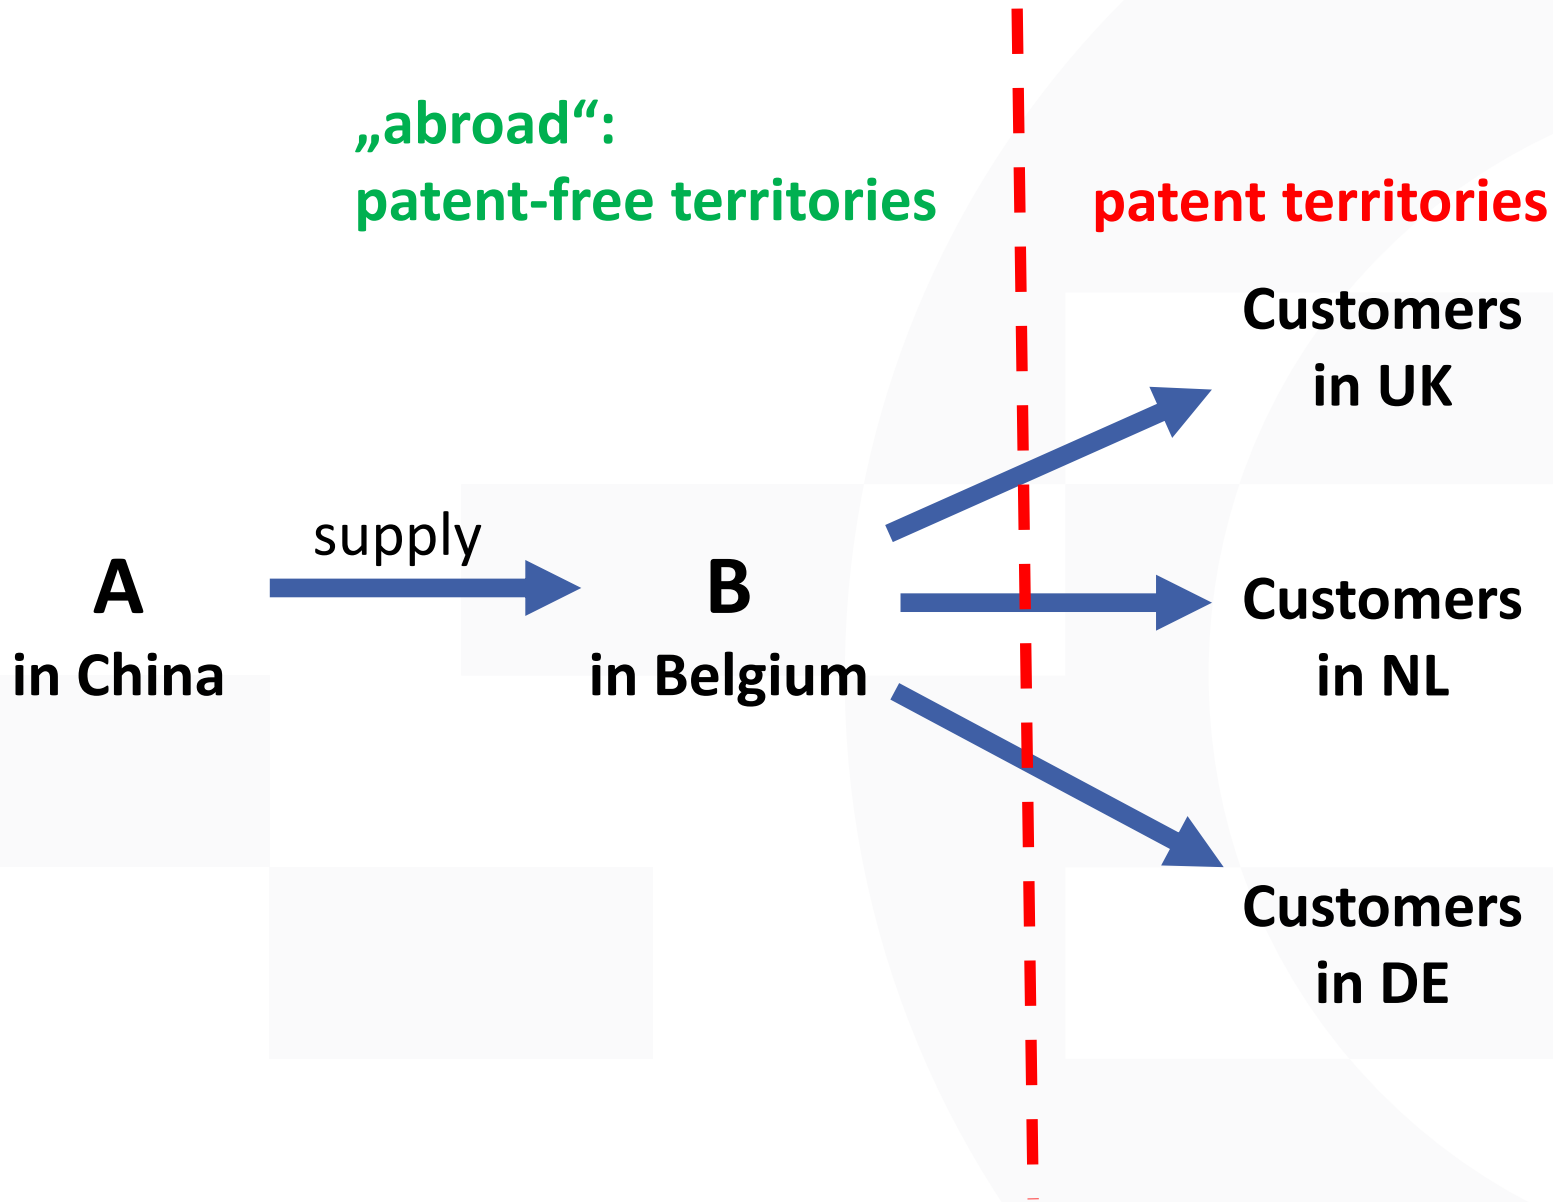 „abroad“:
patent-free territories
patent territories
Customers
in UK
supply
A
in China
B
in Belgium
Customers
in NL
Customers
in DE